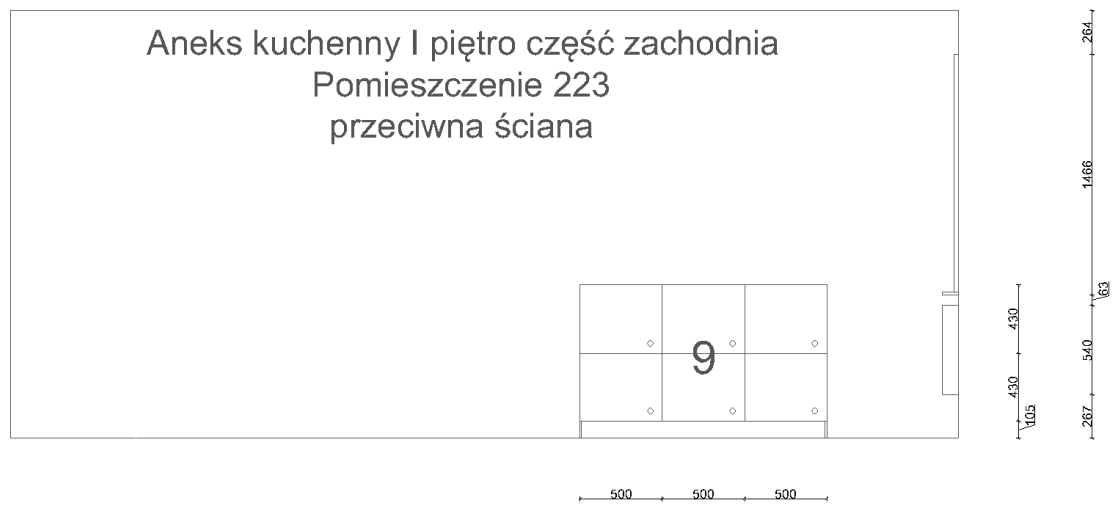 Aneks kuchenny I piętro część zachodnia
Pomieszczenie 223
przeciwna ściana
264
1466
63
430
540
9
430
105
267
500 500 500